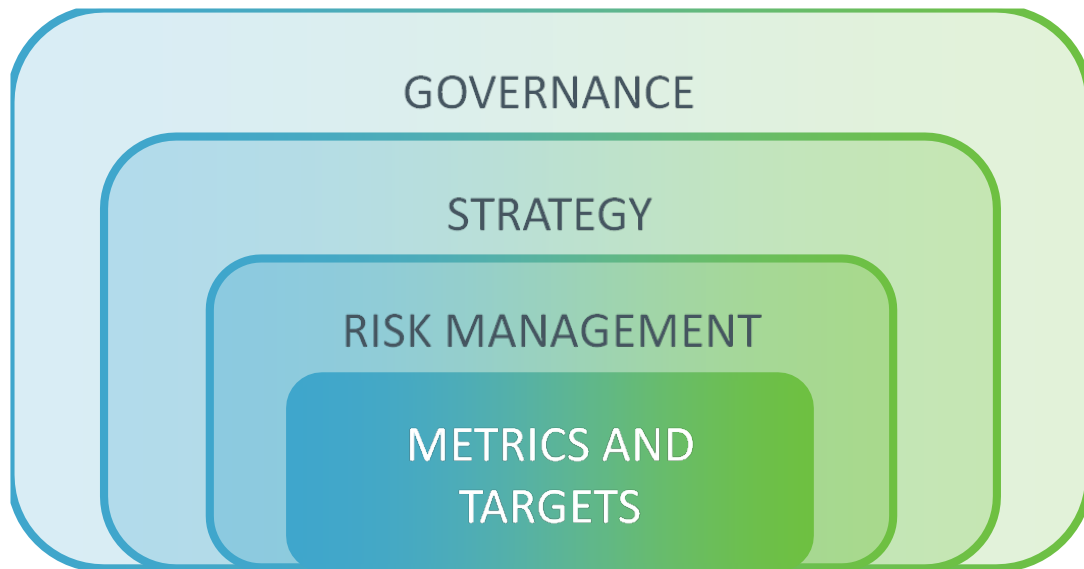 GOVERNANCE
STRATEGY
RISK MANAGEMENT
METRICS AND
TARGETS